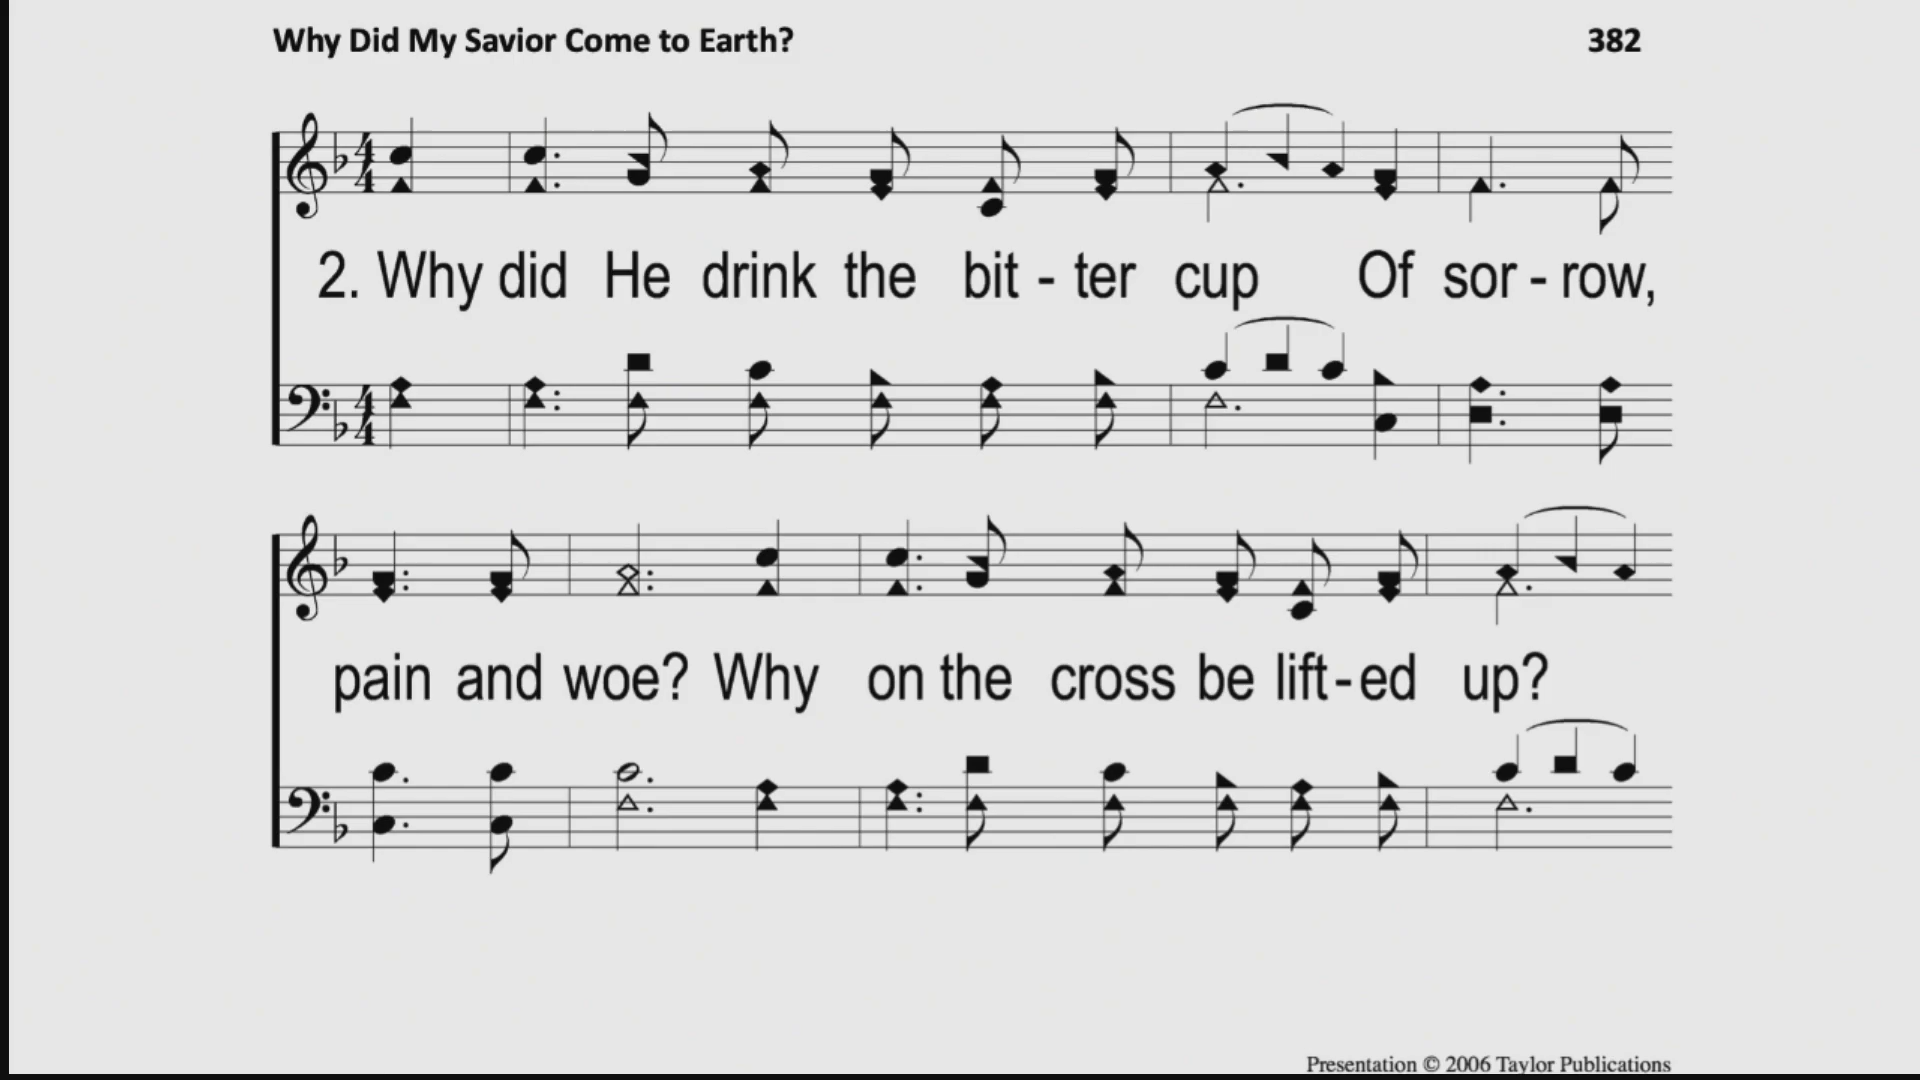 Why Did My Savior Come to Earth? 382
2. Why did He drink the bit - ter cup Of sor - row,
pain and woe? Why on the cross be lift - ed up?
Presentation © 2006 Taylor Publications